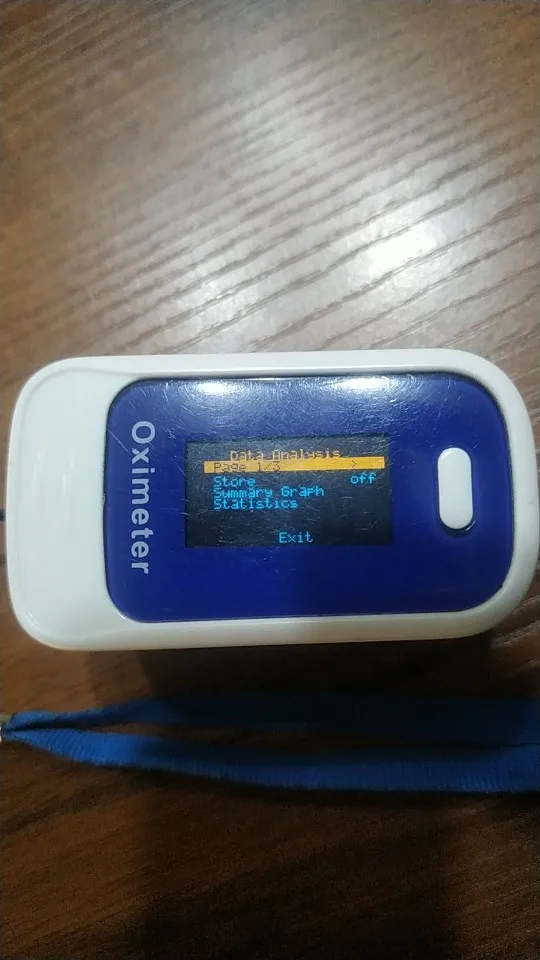 Oximeter
Data Analysis
Page 1/3 >
Store off
Summary Graph
Statistics
Exit